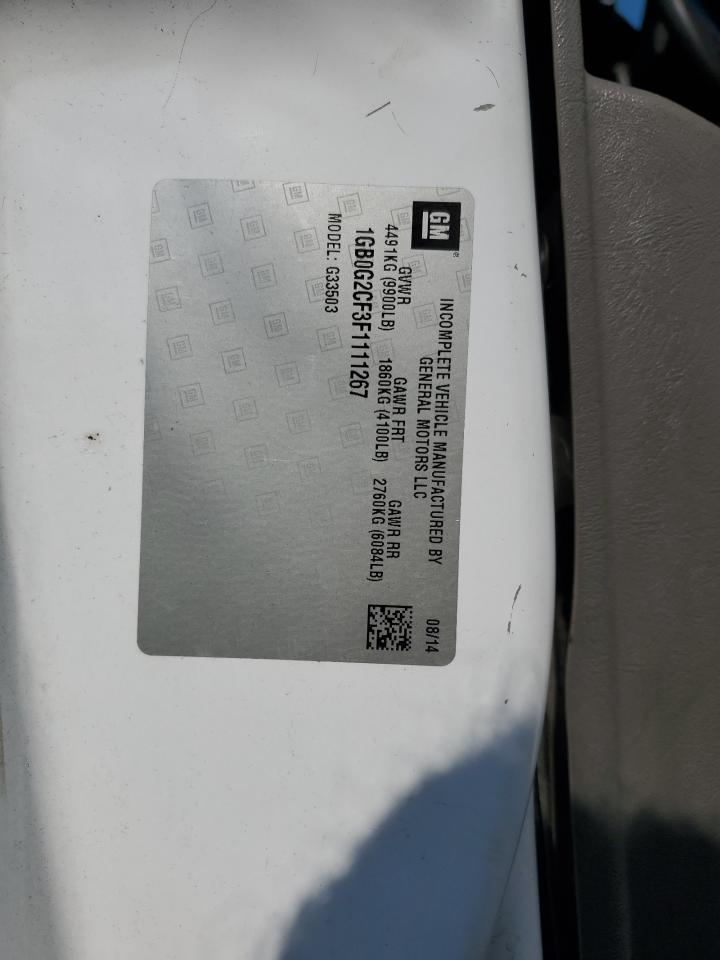 GM
INCOMPLETE VEHICLE MANUFACTURED BY
GENERAL MOTORS LLC
08/14
GVWR GAWR FRT GAWR RR
4491KG (9900LB) 1860KG (4100LB) 2760KG (6084LB)
1GB0G2CF3F1111267
MODEL: G33503